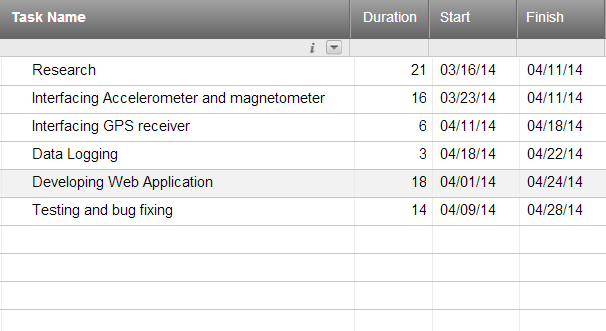 Task Name Duration Start Finish
i
Research 21 03/16/14 04/11/14
Interfacing Accelerometer and magnetometer 16 03/23/14 04/11/14
Interfacing GPS receiver 6 04/11/14 04/18/14
Data Logging 3 04/18/14 04/22/14
Developing Web Application 18 04/01/14 04/24/14
Testing and bug fixing 14 04/09/14 04/28/14